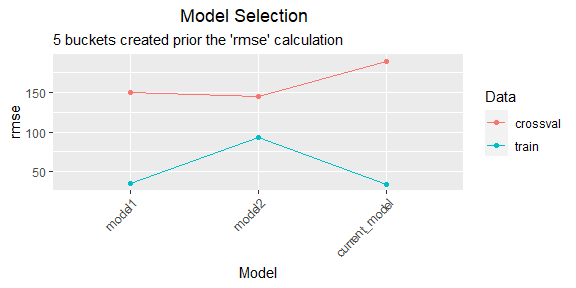 Model Selection
5 buckets created prior the 'rmse' calculation
150
100
50
rmse
model1
model2
current_model
Model
Data
crossval
train